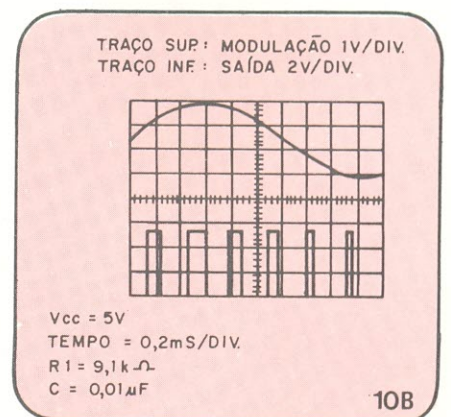 TRAÇO SUP.: MODULAÇÃO 1V/DIV.
TRAÇO INF.: SAÍDA 2V/DIV.
Vcc = 5V
TEMPO = 0,2mS/DIV.
R1 = 9,1kΩ
C = 0,01µF
10B